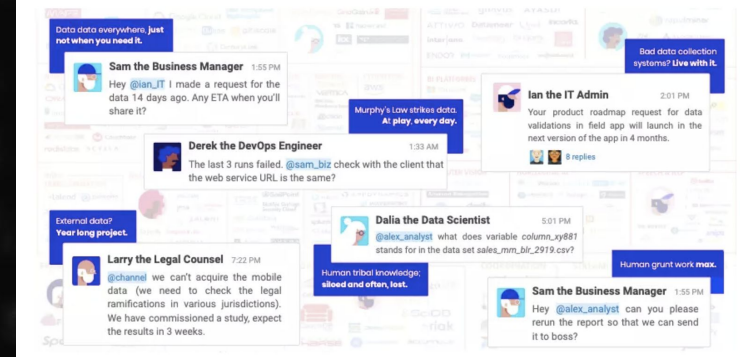 Data data everywhere, just
not when you need it.
Sam the Business Manager 1:55 PM
Hey @ian_IT I made a request for the
data 14 days ago. Any ETA when you'll
share it?
Bad data collection
systems? Live with it.
Ian the IT Admin 2:01 PM
Your product roadmap request for data
validations in field app will launch in the
next version of the app in 4 months.
8 replies
Murphy's Law strikes data.
At play, every day.
Derek the DevOps Engineer 1:33 AM
The last 3 runs failed. @sam_biz check with the client that
the web service URL is the same?
External data?
Year long project.
Larry the Legal Counsel 7:22 PM
@channel we can't acquire the mobile
data (we need to check the legal
ramifications in various jurisdictions).
We have commissioned a study, expect
the results in 3 weeks.
Dalia the Data Scientist 5:01 PM
@alex_analyst what does variable column_xy881
stands for in the data set sales_mm_blr_2919.csv?
Human tribal knowledge;
siloed and often, lost.
Human grunt work max.
Sam the Business Manager 1:55 PM
Hey @alex_analyst can you please
rerun the report so that we can send
it to boss?